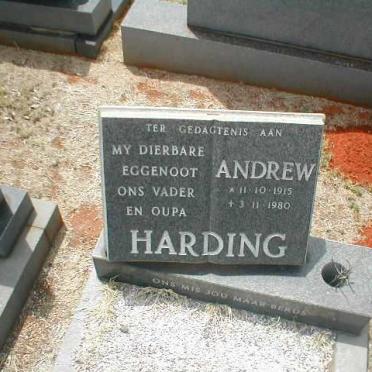 TER GEDAGTENIS AAN
MY DIERBARE
EGGENOOT
ONS VADER
EN OUPA
ANDREW
* 11·10·1915
+ 3·11·1980
HARDING
ONS MIS JOU MAAR BERUS